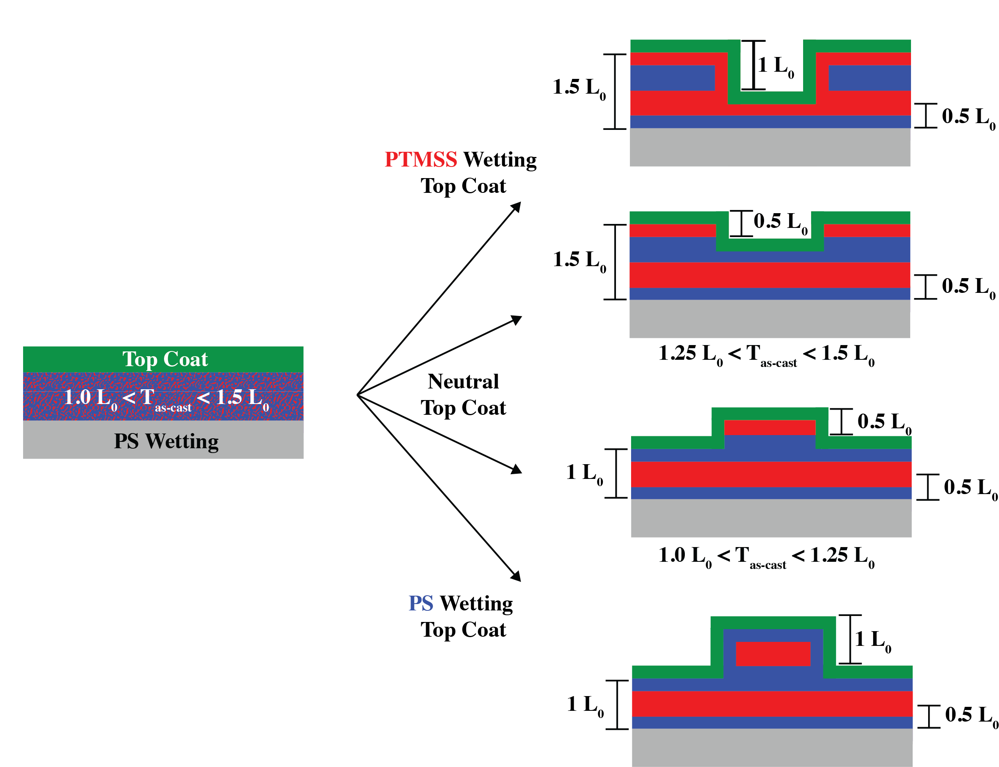 Top Coat
1.0 L0 < Tas-cast < 1.5 L0
PS Wetting
PTMSS Wetting
Top Coat
Neutral
Top Coat
PS Wetting
Top Coat
1 L0
1.5 L0
0.5 L0
0.5 L0
1.5 L0
0.5 L0
1.25 L0 < Tas-cast < 1.5 L0
0.5 L0
1 L0
0.5 L0
1.0 L0 < Tas-cast < 1.25 L0
1 L0
1 L0
0.5 L0